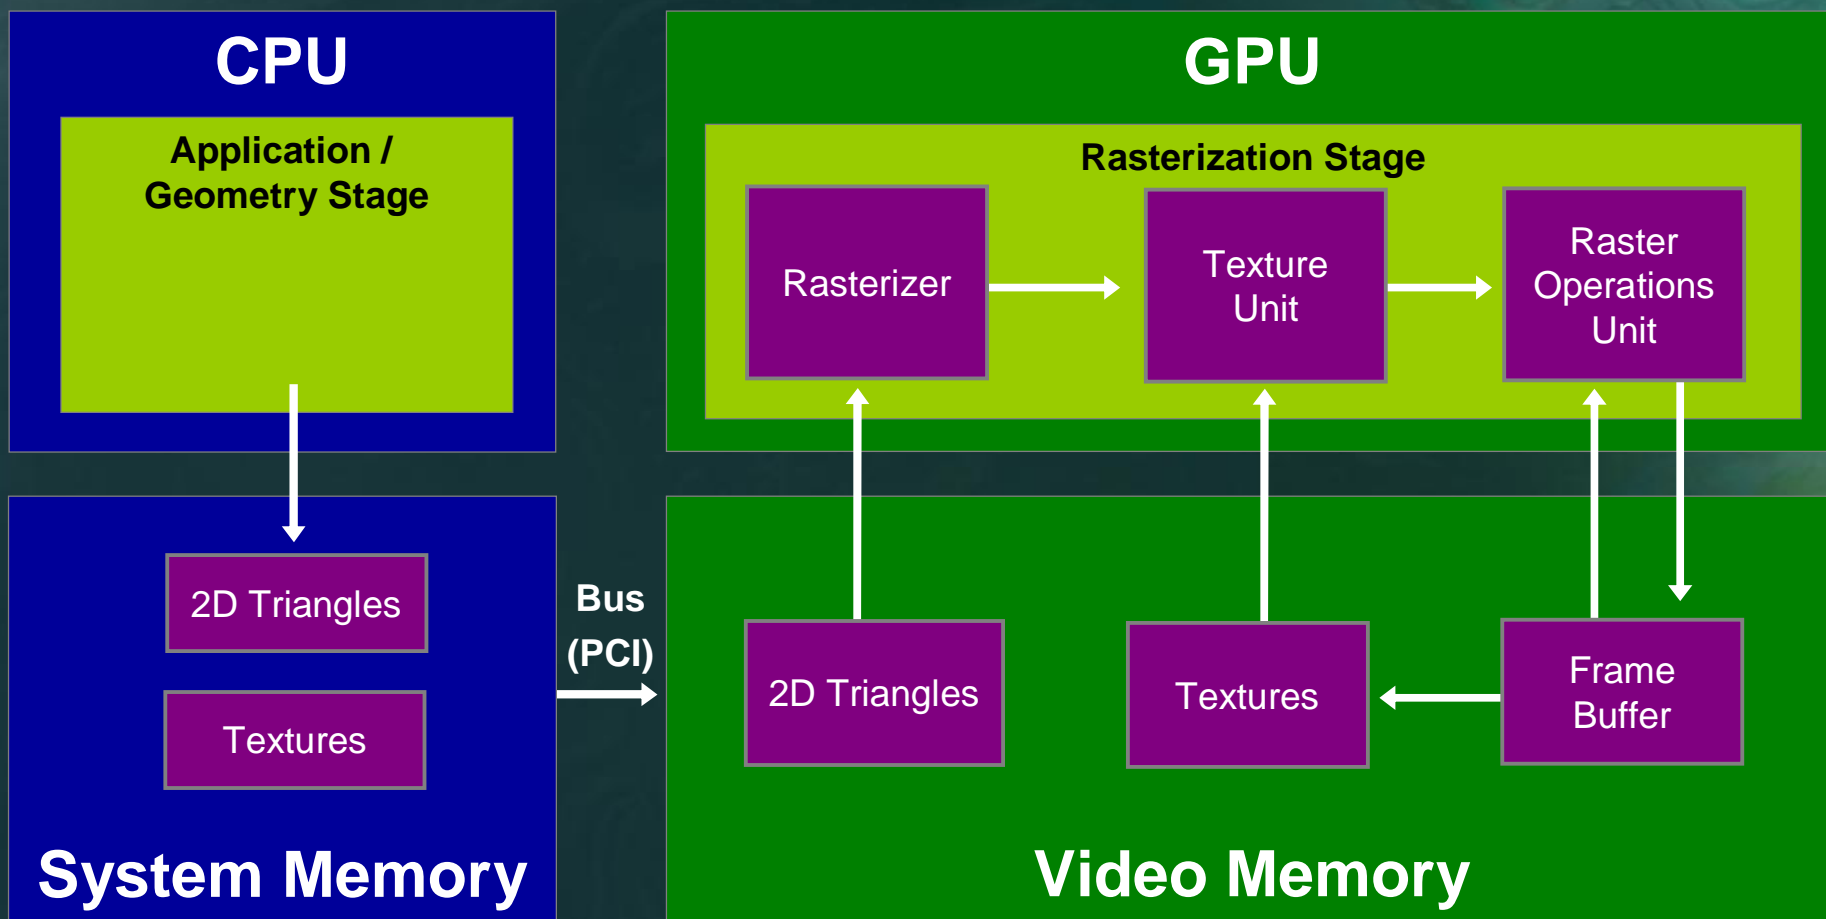 CPU
Application /
Geometry Stage
GPU
Rasterization Stage
Rasterizer
Texture
Unit
Raster
Operations
Unit
2D Triangles
Textures
System Memory
Bus
(PCI)
2D Triangles
Textures
Frame
Buffer
Video Memory